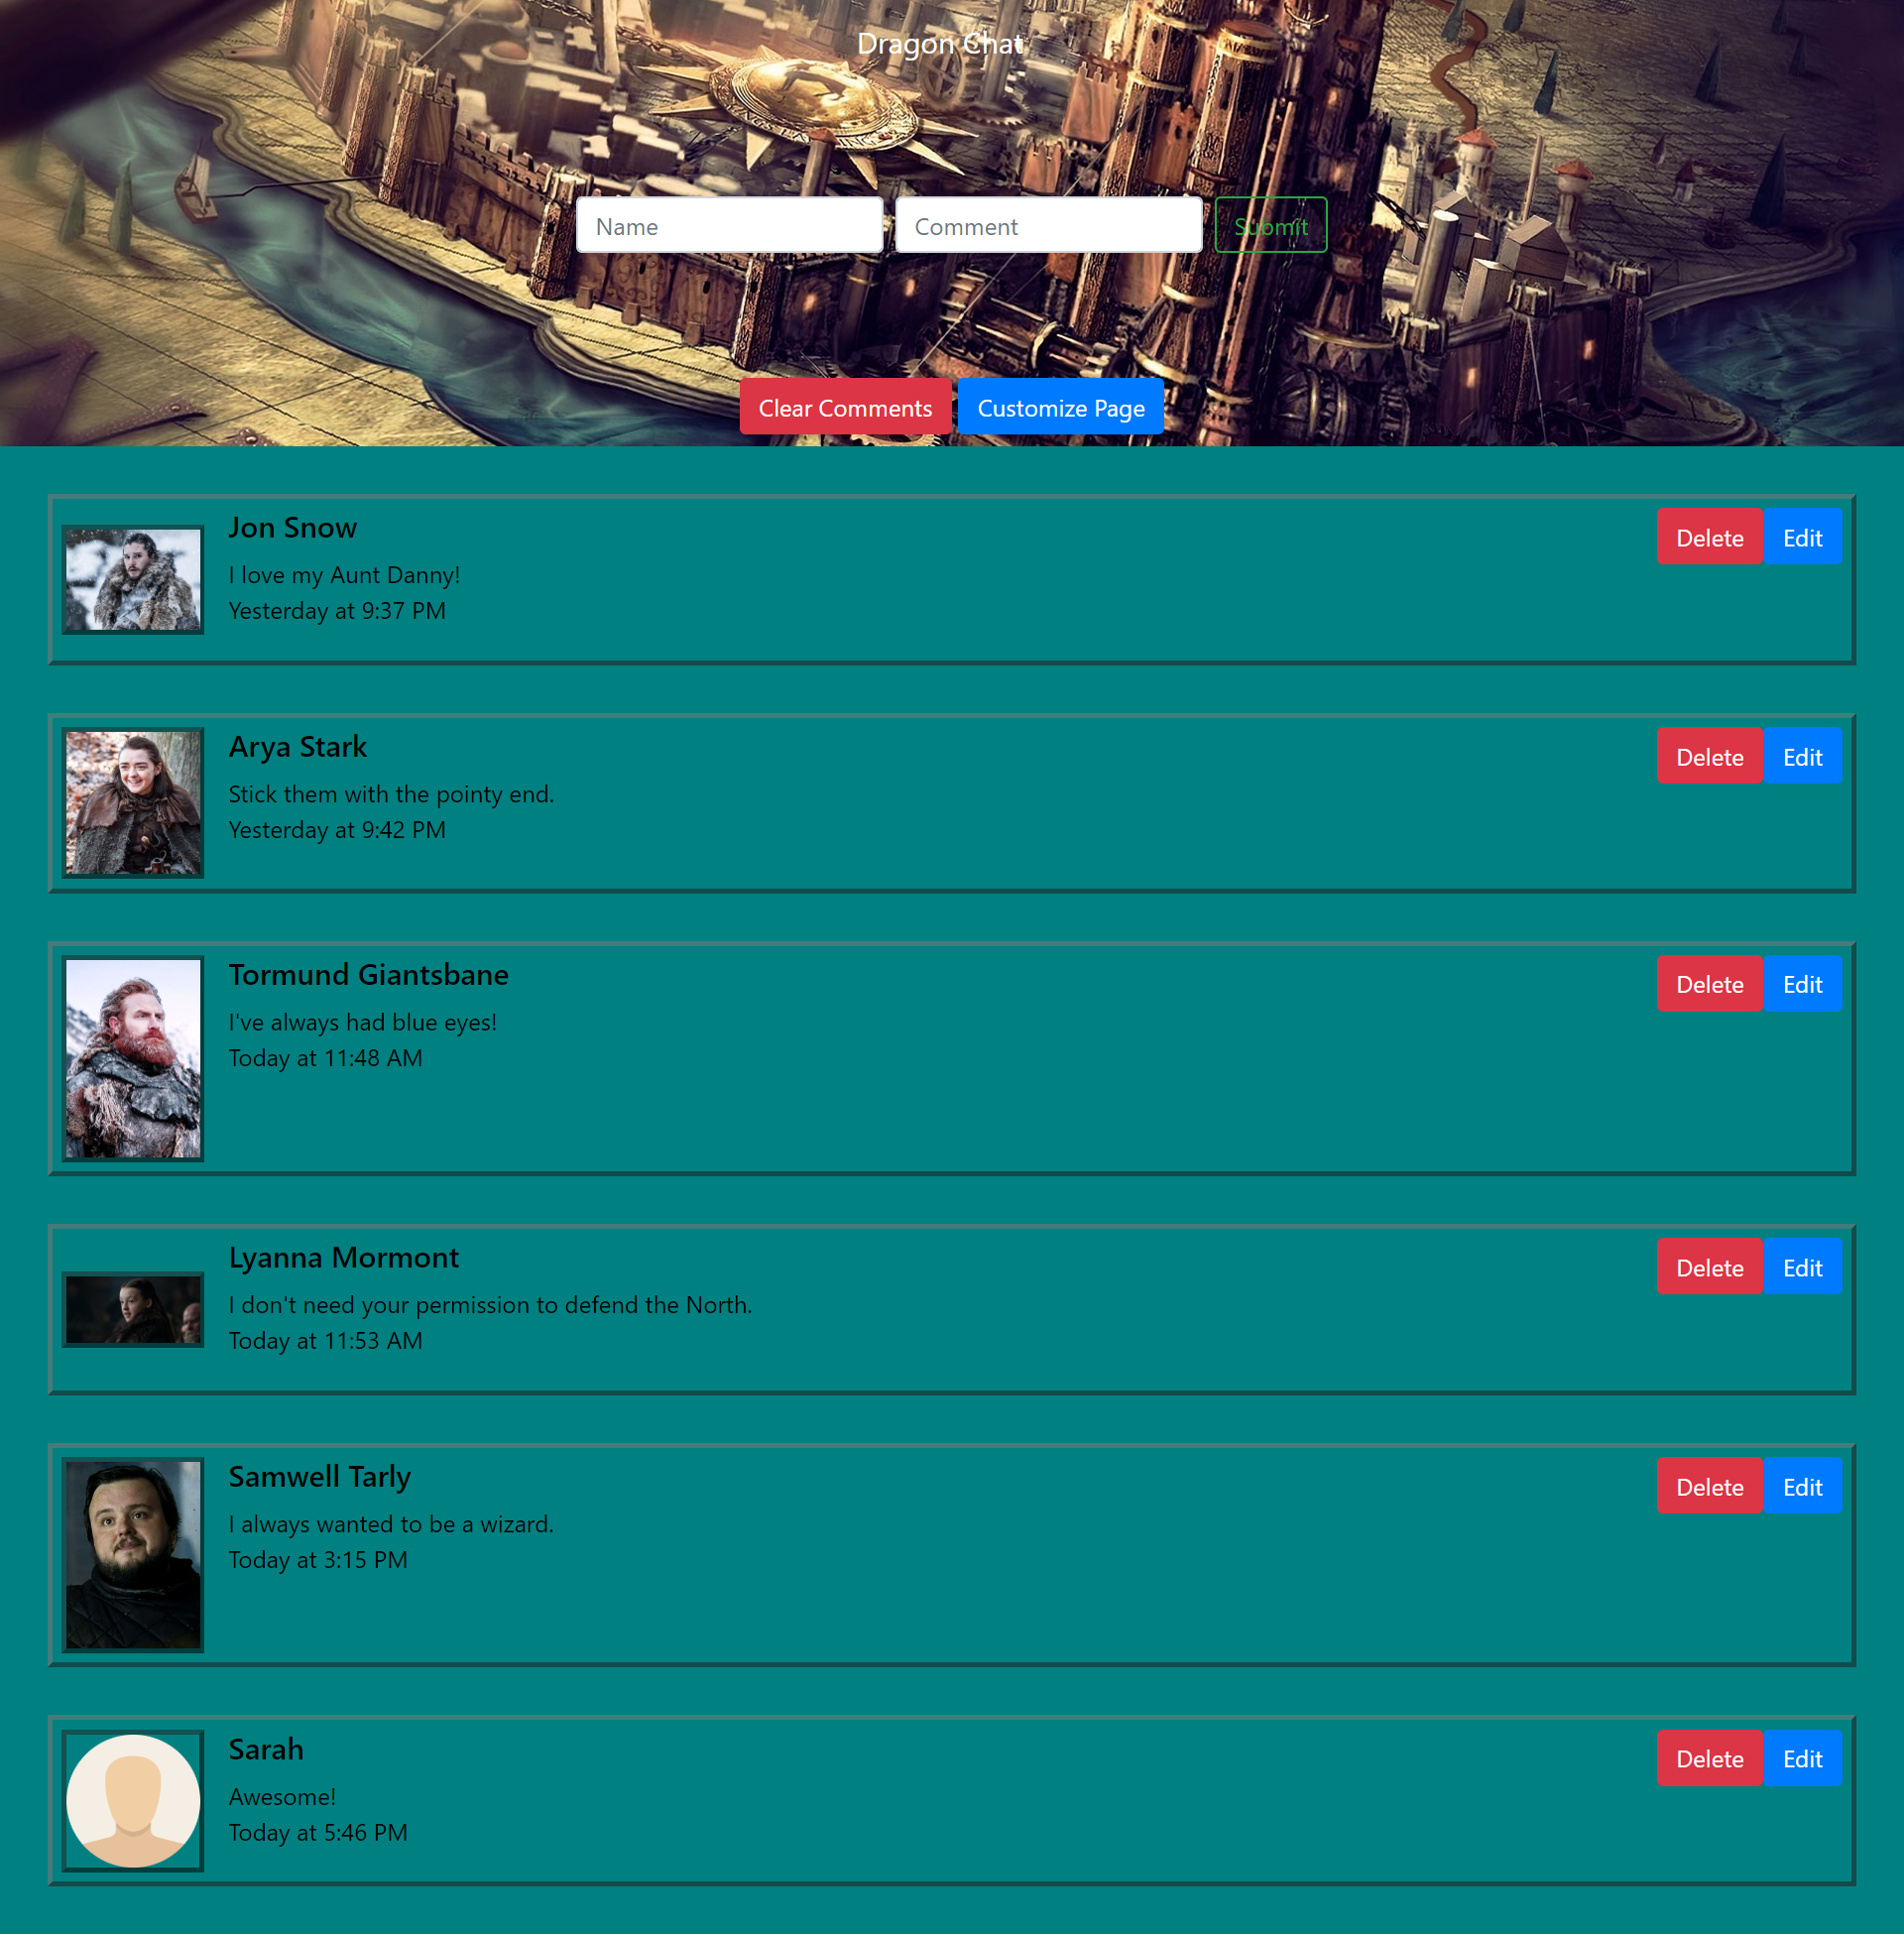 Dragon Chat
Name
Comment
Submit
Clear Comments
Customize Page
Jon Snow
Delete
Edit
I love my Aunt Danny!
Yesterday at 9:37 PM
Arya Stark
Delete
Edit
Stick them with the pointy end.
Yesterday at 9:42 PM
Tormund Giantsbane
Delete
Edit
I've always had blue eyes!
Today at 11:48 AM
Lyanna Mormont
Delete
Edit
I don't need your permission to defend the North.
Today at 11:53 AM
Samwell Tarly
Delete
Edit
I always wanted to be a wizard.
Today at 3:15 PM
Sarah
Delete
Edit
Awesome!
Today at 5:46 PM